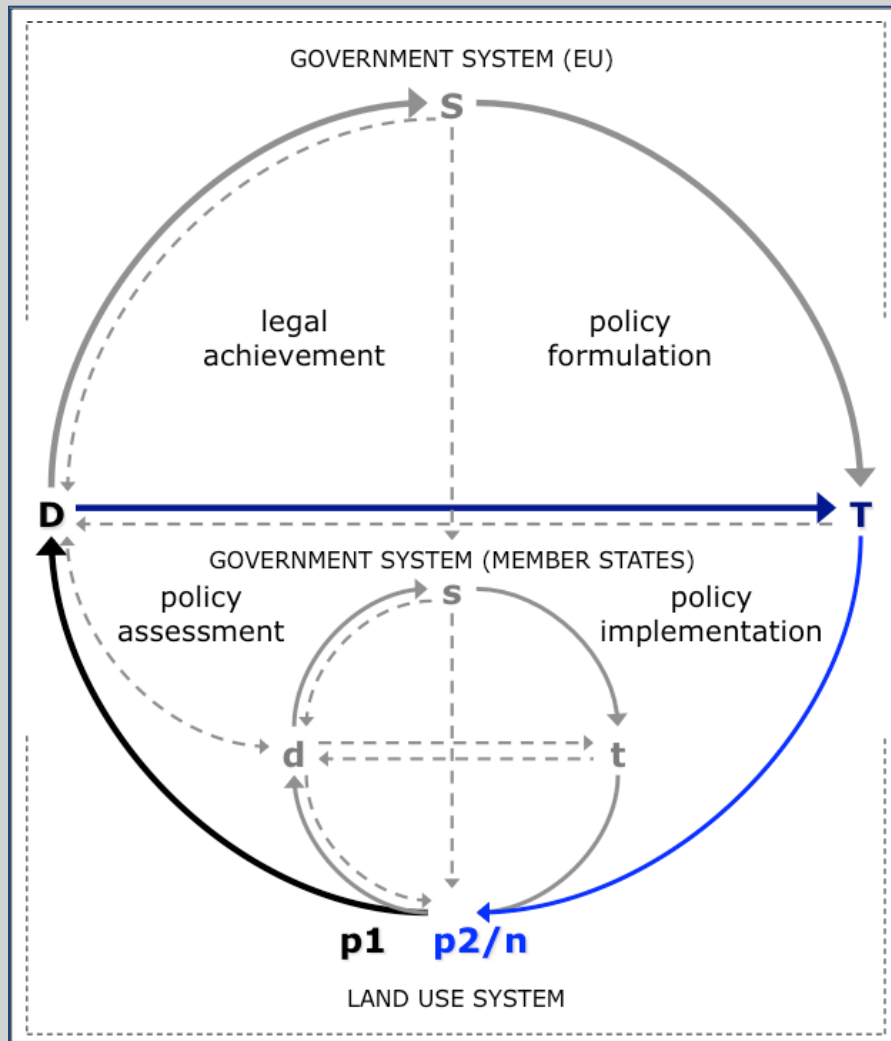 GOVERNMENT SYSTEM (EU)
S
legal
achievement
policy
formulation
D
T
GOVERNMENT SYSTEM (MEMBER STATES)
policy
assessment
s
policy
implementation
d
t
p1
p2/n
LAND USE SYSTEM